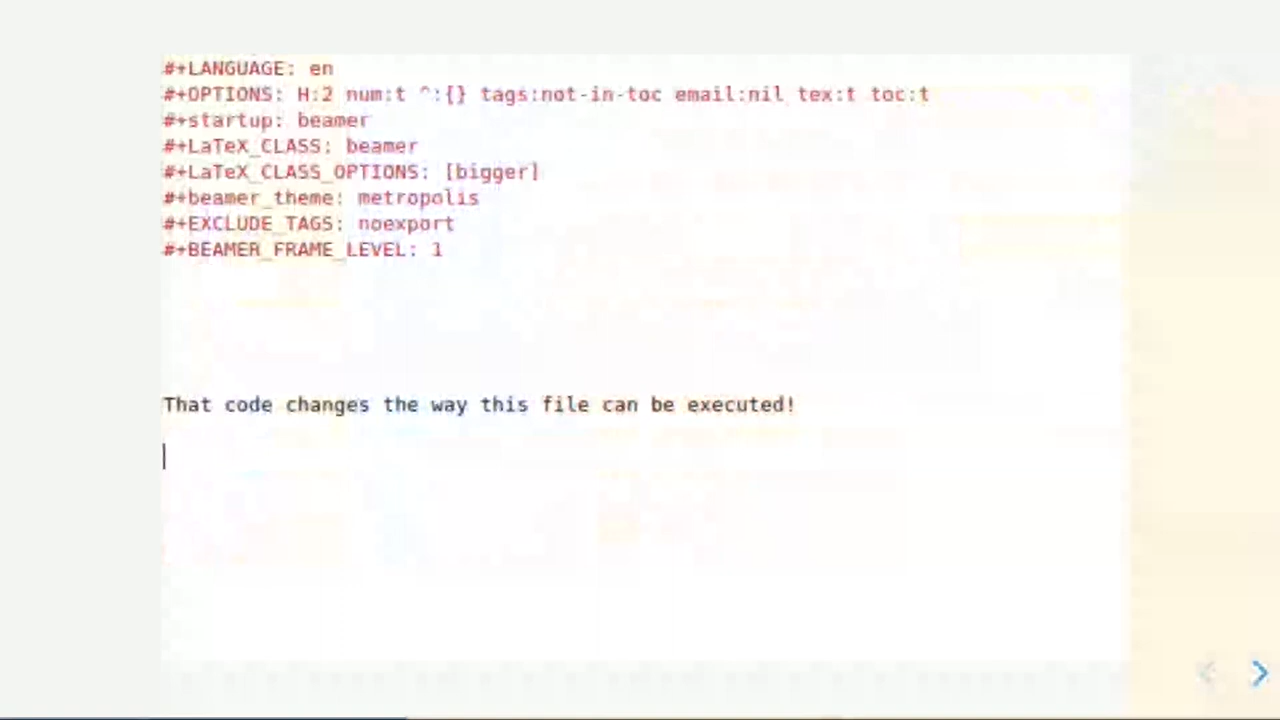 #+LANGUAGE: en
#+OPTIONS: H:2 num:t ^:{} tags:not-in-toc email:nil tex:t toc:t
#+startup: beamer
#+LaTeX_CLASS: beamer
#+LaTeX_CLASS_OPTIONS: [bigger]
#+beamer_theme: metropolis
#+EXCLUDE_TAGS: noexport
#+BEAMER_FRAME_LEVEL: 1
That code changes the way this file can be executed!